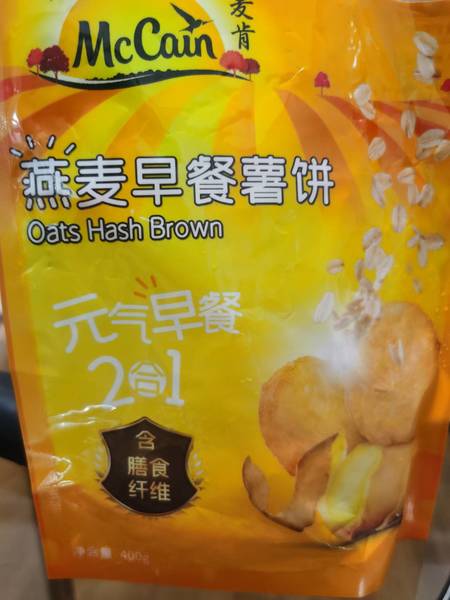 McCain
麦肯
燕麦早餐薯饼
Oats Hash Brown
元气早餐
2合1
含
膳食
纤维
净含量 400g